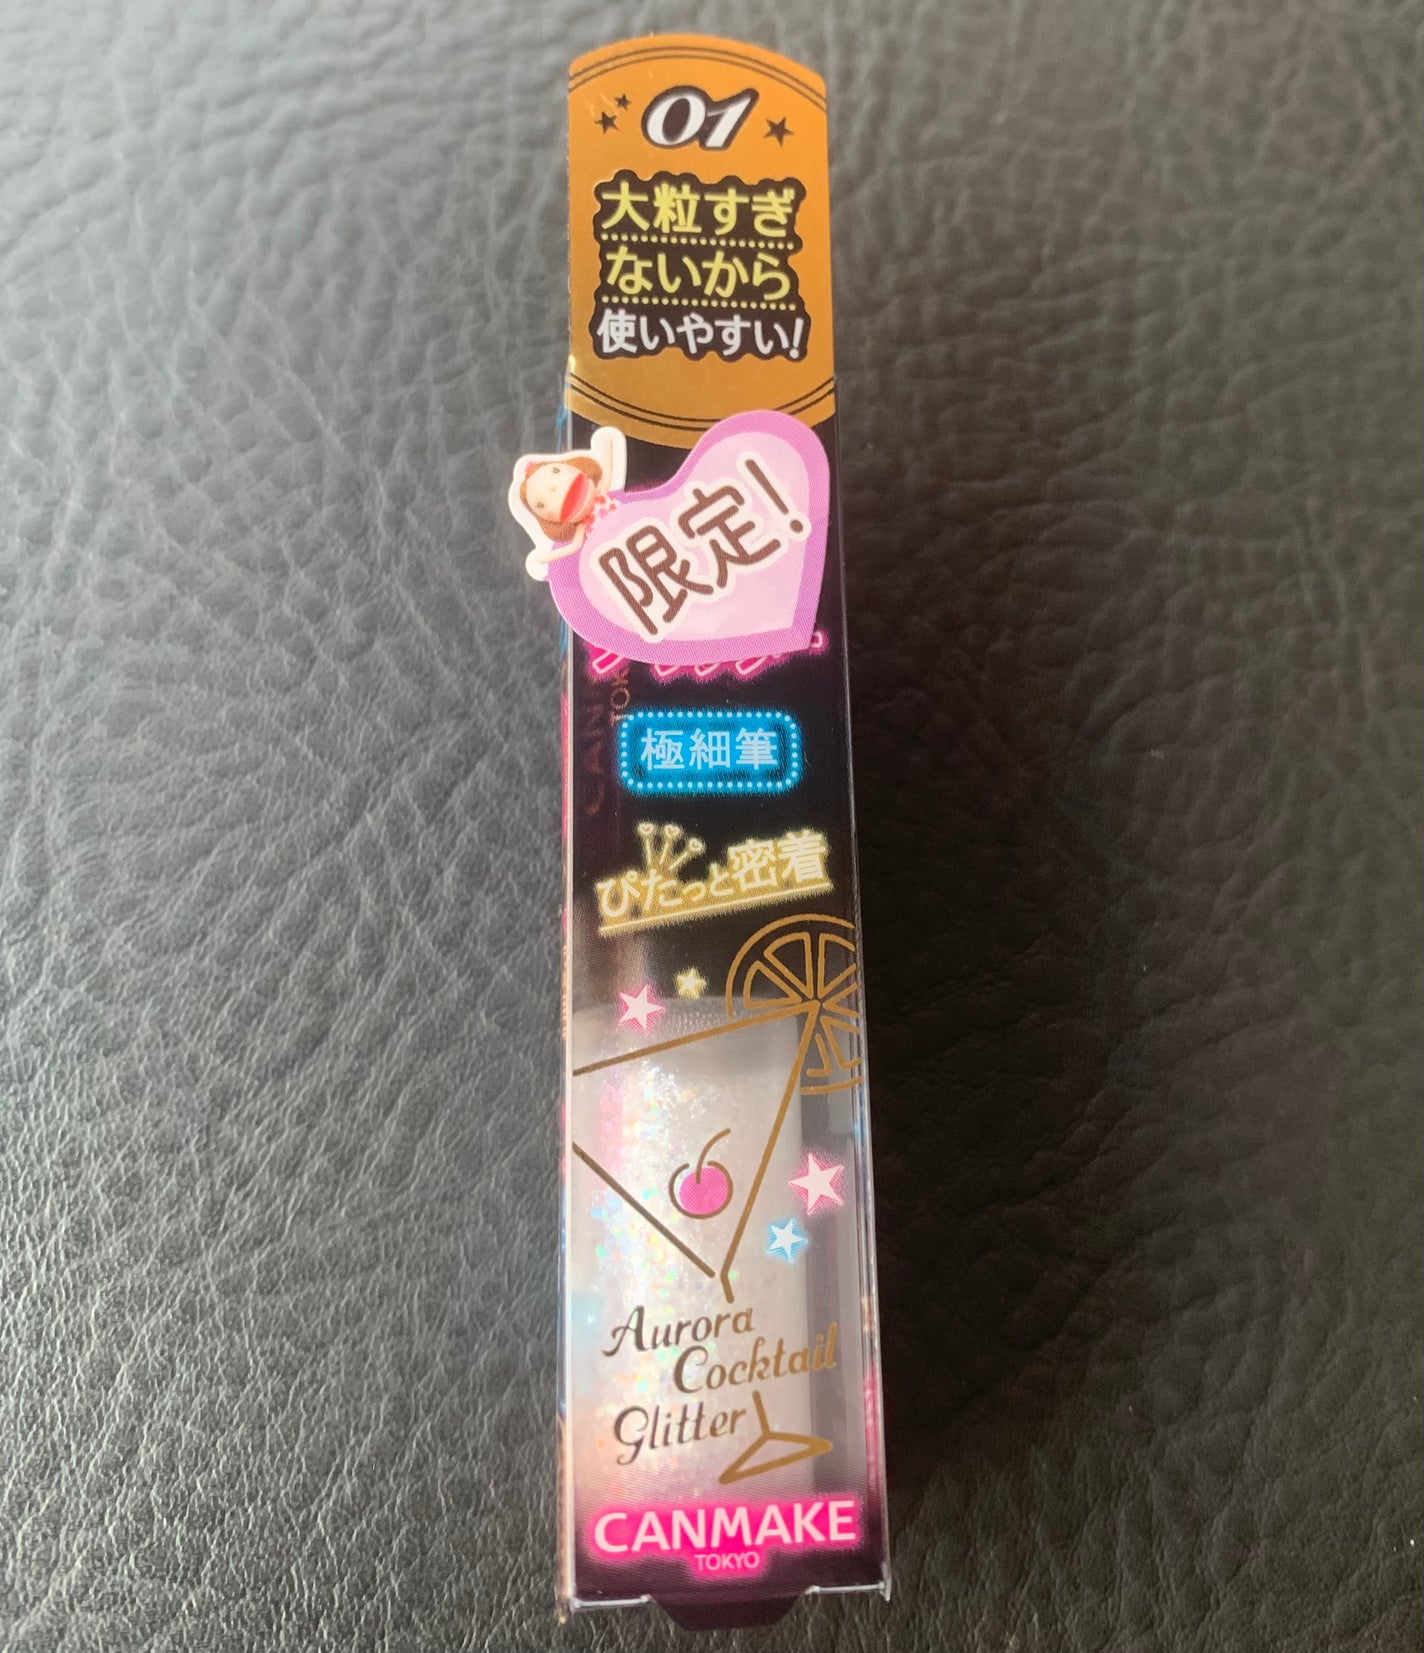 01
大粒すぎ
ないから
使いやすい!
限定!
極細筆
ぴたっと密着
Aurora
Cocktail
Glitter
CANMAKE
TOKYO